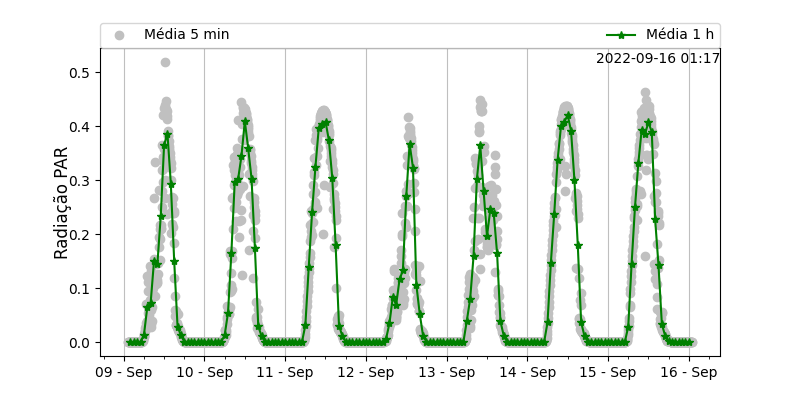 Média 5 min
Média 1 h
2022-09-16 01:17
Radiação PAR
0.5
0.4
0.3
0.2
0.1
0.0
09 - Sep
10 - Sep
11 - Sep
12 - Sep
13 - Sep
14 - Sep
15 - Sep
16 - Sep